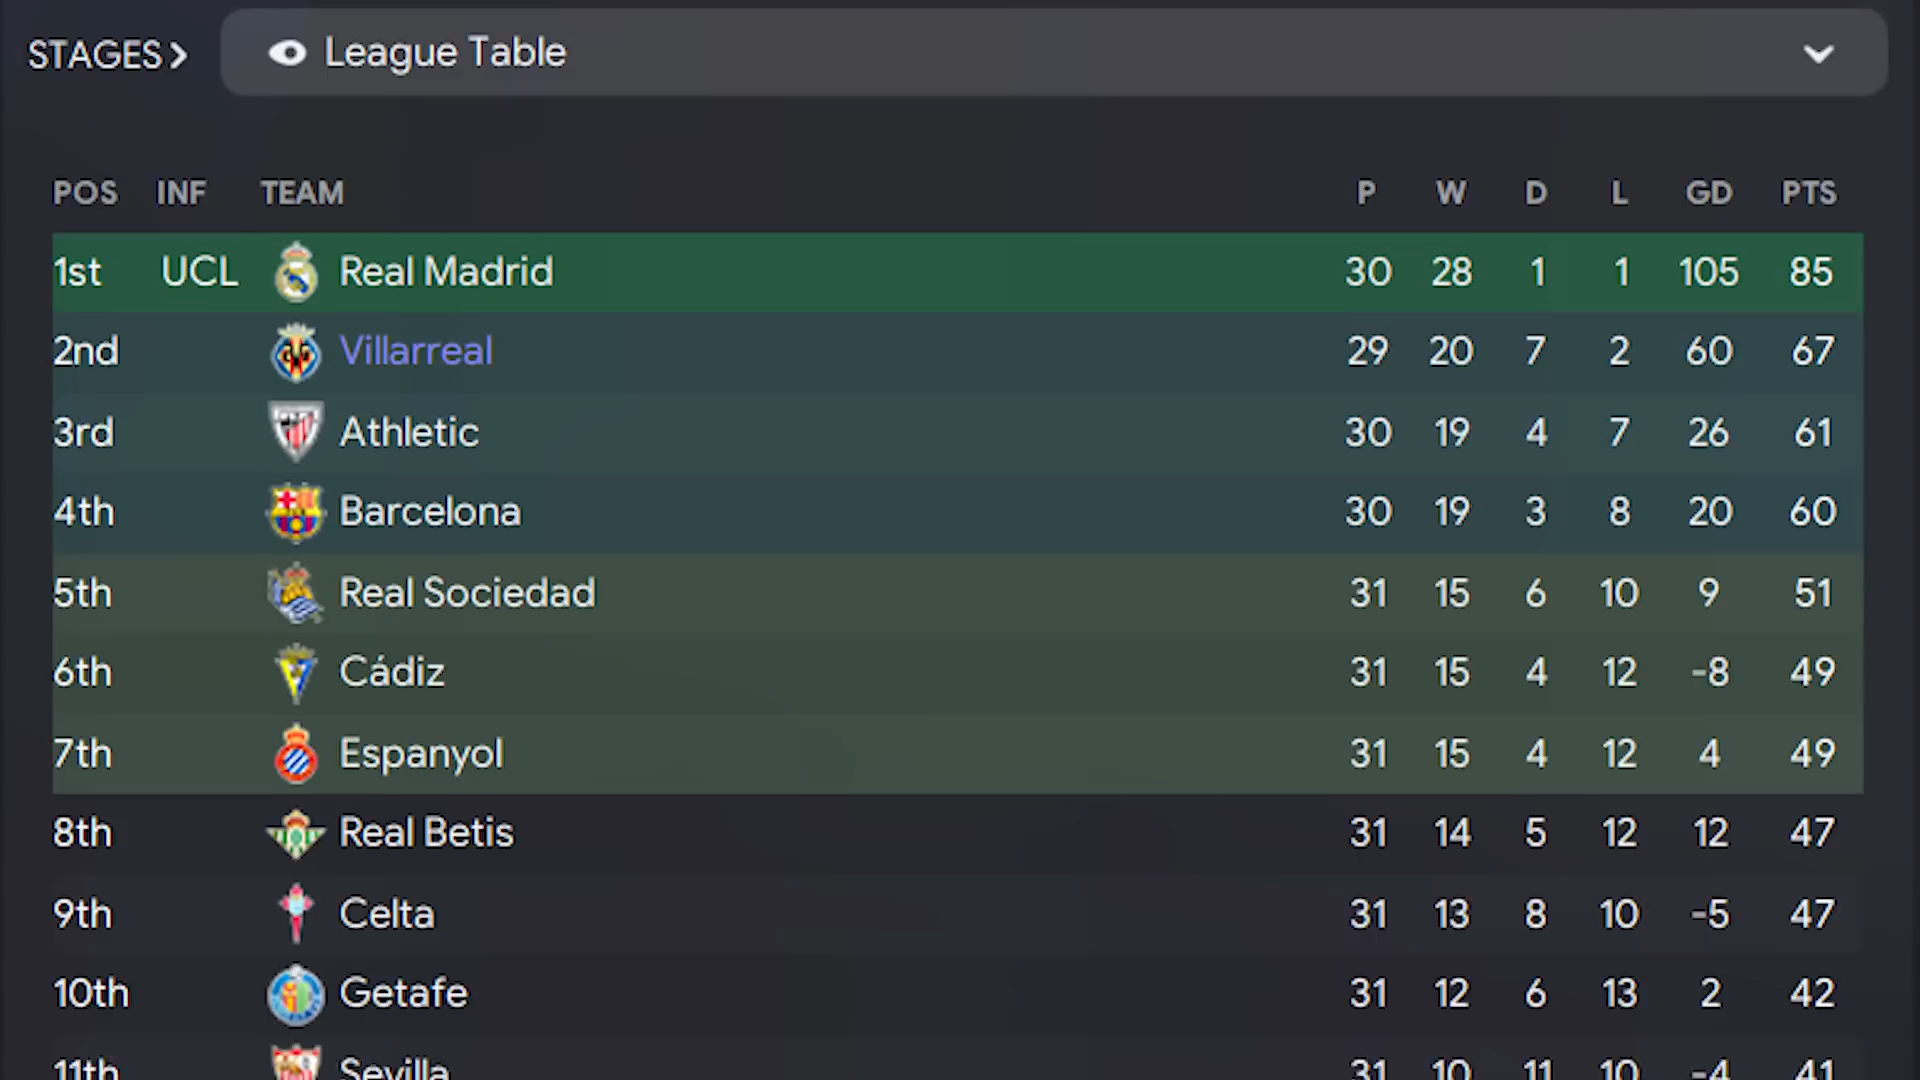 STAGES> League Table
POS INF TEAM P W D L GD PTS
1st UCL Real Madrid 30 28 1 1 105 85
2nd Villarreal 29 20 7 2 60 67
3rd Athletic 30 19 4 7 26 61
4th Barcelona 30 19 3 8 20 60
5th Real Sociedad 31 15 6 10 9 51
6th Cádiz 31 15 4 12 -8 49
7th Espanyol 31 15 4 12 4 49
8th Real Betis 31 14 5 12 12 47
9th Celta 31 13 8 10 -5 47
10th Getafe 31 12 6 13 2 42
11th Sevilla 31 10 11 10 -4 41